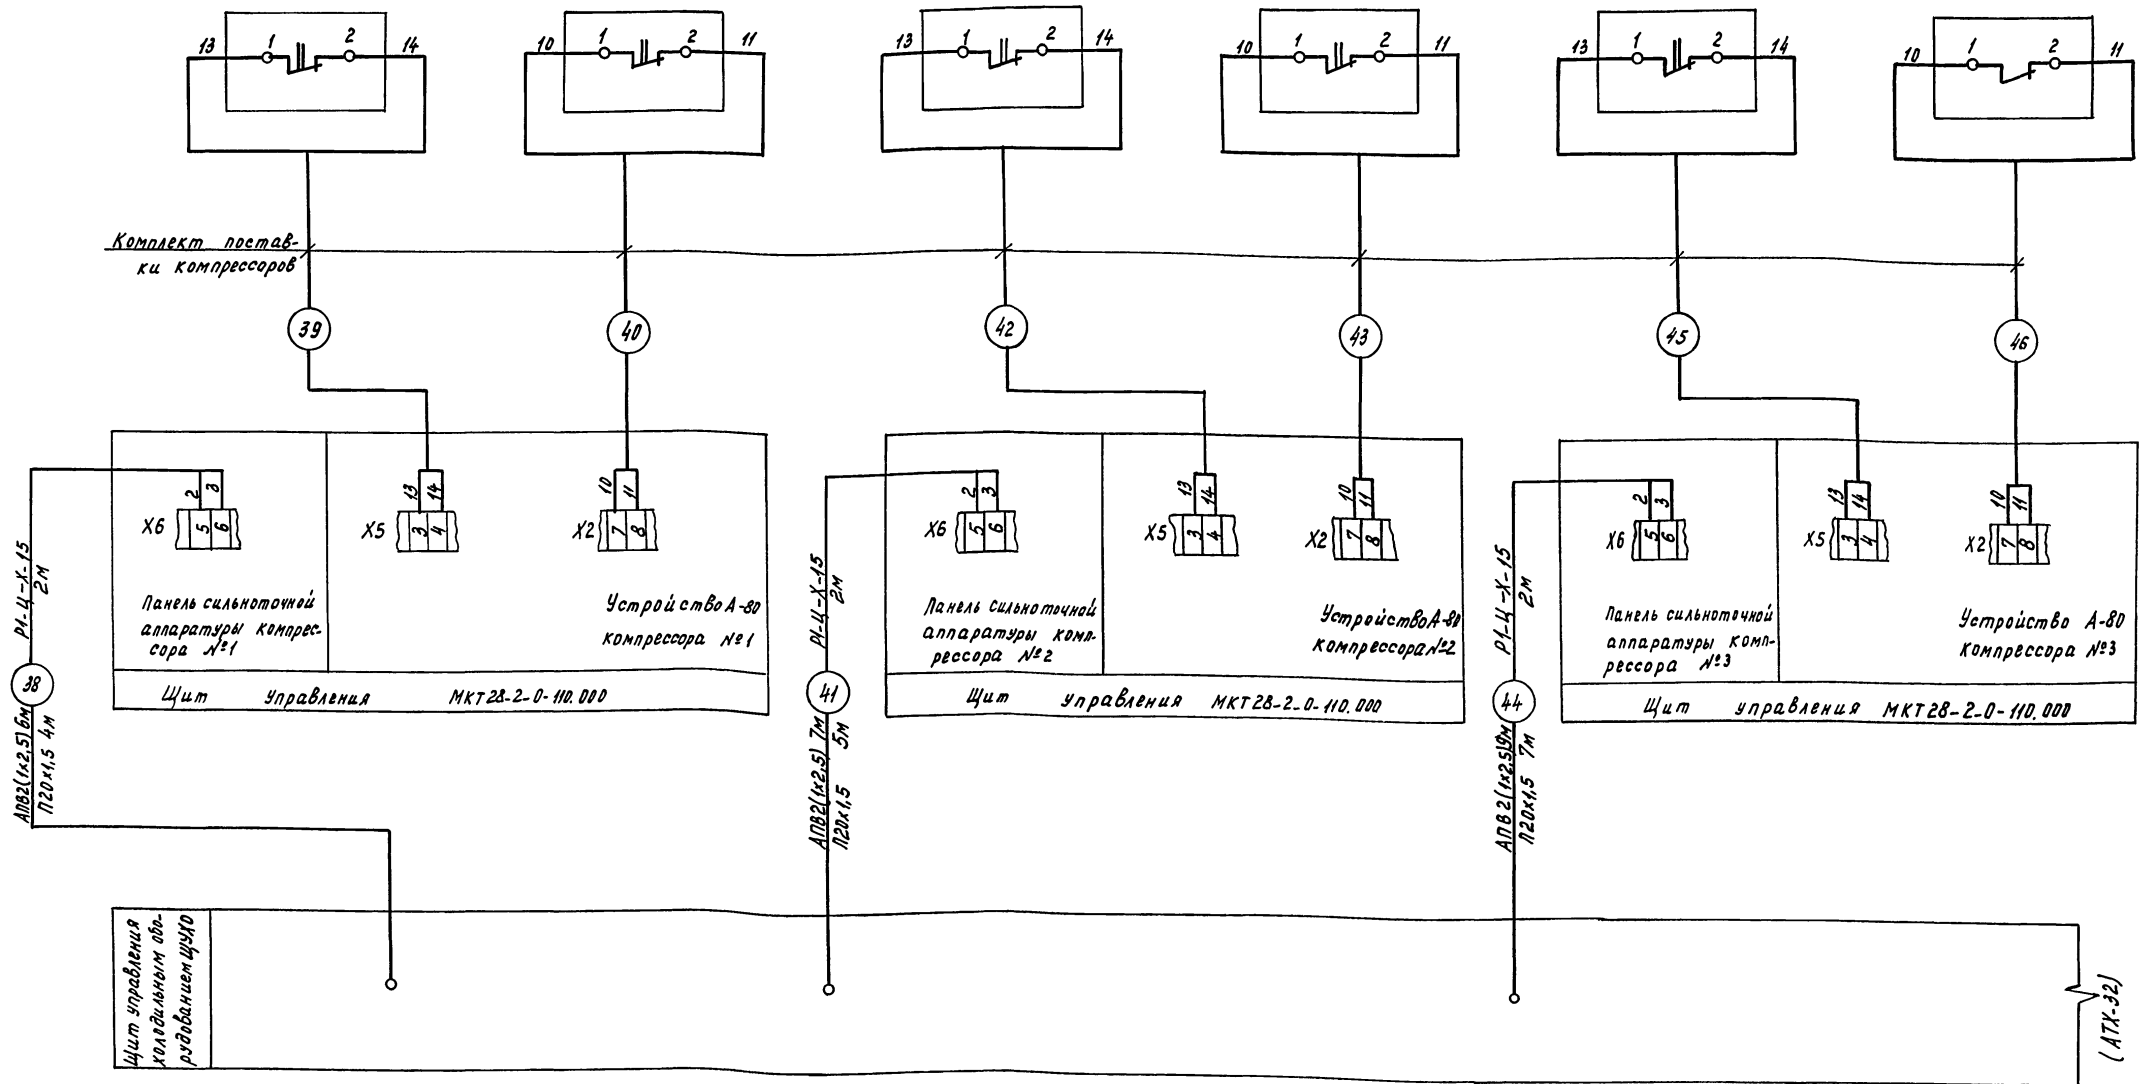 13 1 2 14
10 1 2 11
13 1 2 14
10 1 2 11
13 1 2 14
10 1 2 11
Комплект постав-
ки компрессоров
39
40
42
43
45
46
2 3
X6 5 6
13 14
X5 3 4
10 11
X2 7 8
Панель сильноточной
аппаратуры компрес-
сора №1
Устройство А-80
компрессора №1
Щит управления МКТ28-2-0-110.000
2 3
X6 5 6
13 14
X5 3 4
10 11
X2 7 8
Панель сильноточной
аппаратуры комп-
рессора №2
Устройство А-80
компрессора №2
Щит управления МКТ28-2-0-110.000
2 3
X6 5 6
13 14
X5 3 4
10 11
X2 7 8
Панель сильноточной
аппаратуры комп-
рессора №3
Устройство А-80
компрессора №3
Щит управления МКТ28-2-0-110.000
Р1-Ц-Х-15
2м
38
АПВ2(1х2,5) 6м
П20х1,5 4м
Р1-Ц-Х-15
2м
41
АПВ2(1х2,5) 7м
П20х1,5 5м
Р1-Ц-Х-15
2м
44
АПВ2(1х2,5) 9м
П20х1,5 7м
Щит управления
холодильным обо-
рудованием ЩУХО
(АТХ-32)